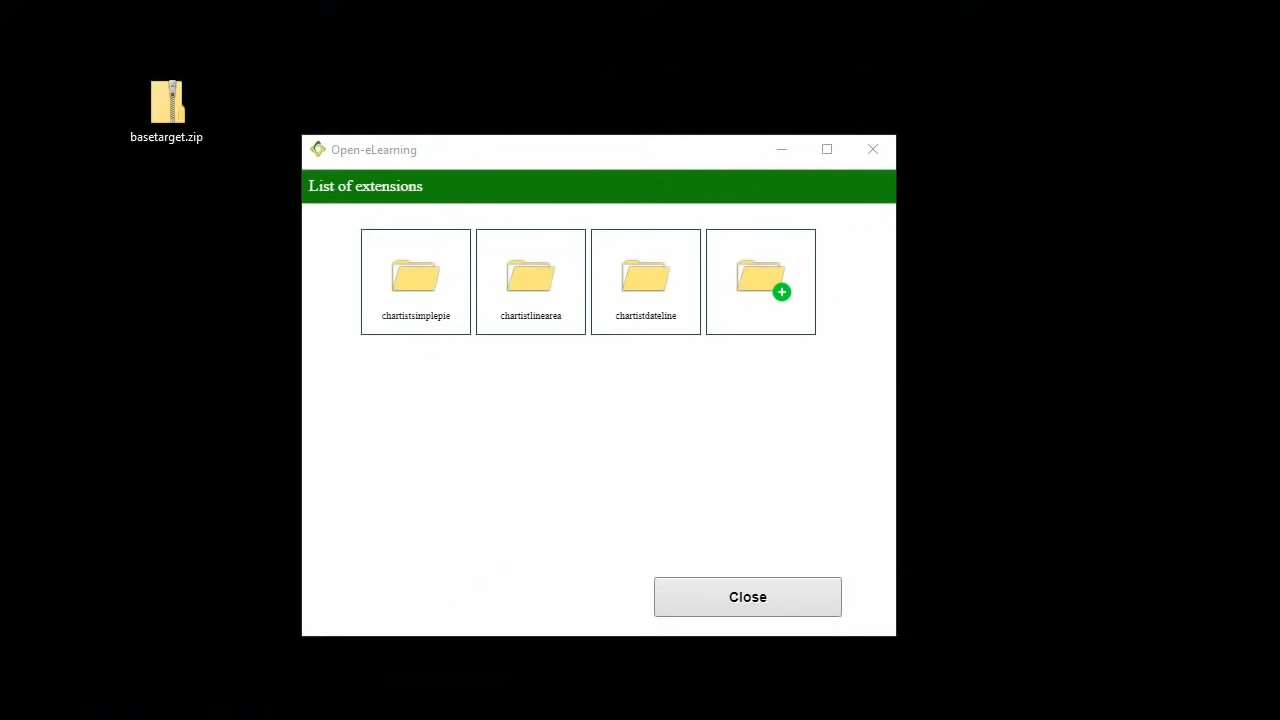 basetarget.zip
Open-eLearning
List of extensions
chartistsimplepie
chartistlinearea
chartistdateline
Close